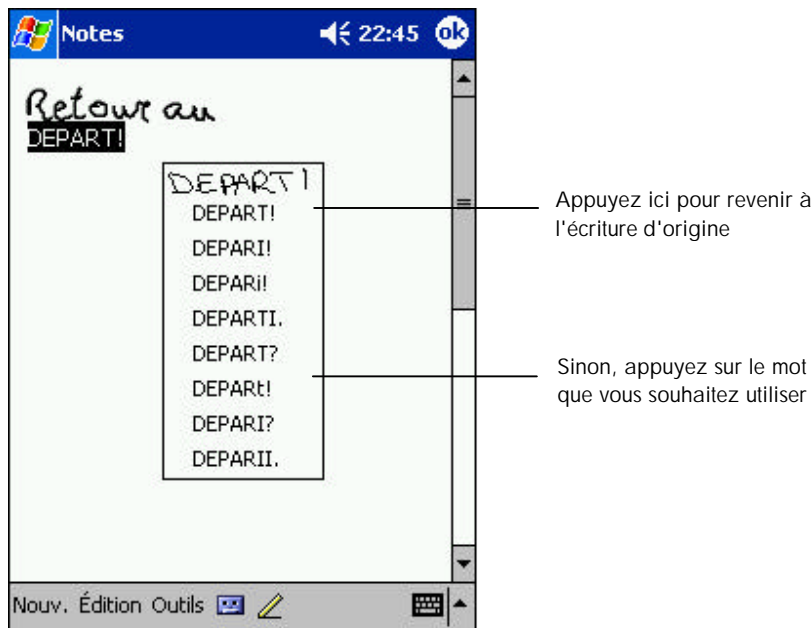 Notes 22:45 ok
Retour au
DEPART!
DEPART!
DEPART!
DEPARI!
DEPARi!
DEPARTI.
DEPART?
DEPARt!
DEPARI?
DEPARII.
Appuyez ici pour revenir à
l'écriture d'origine
Sinon, appuyez sur le mot
que vous souhaitez utiliser
Nouv. Édition Outils